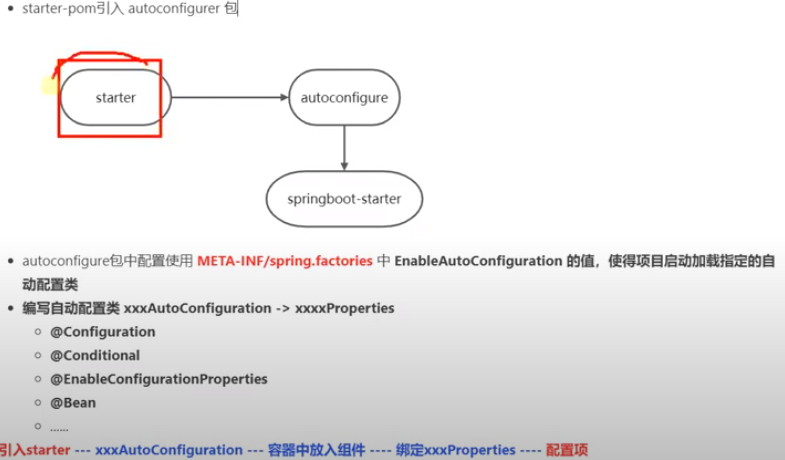 starter-pom引入 autoconfigurer 包
starter
autoconfigure
springboot-starter
autoconfigure包中配置使用 META-INF/spring.factories 中 EnableAutoConfiguration 的值，使得项目启动加载指定的自
动配置类
编写自动配置类 xxxAutoConfiguration -> xxxxProperties
@Configuration
@Conditional
@EnableConfigurationProperties
@Bean
......
引入starter --- xxxAutoConfiguration --- 容器中放入组件 ---- 绑定xxxProperties ---- 配置项